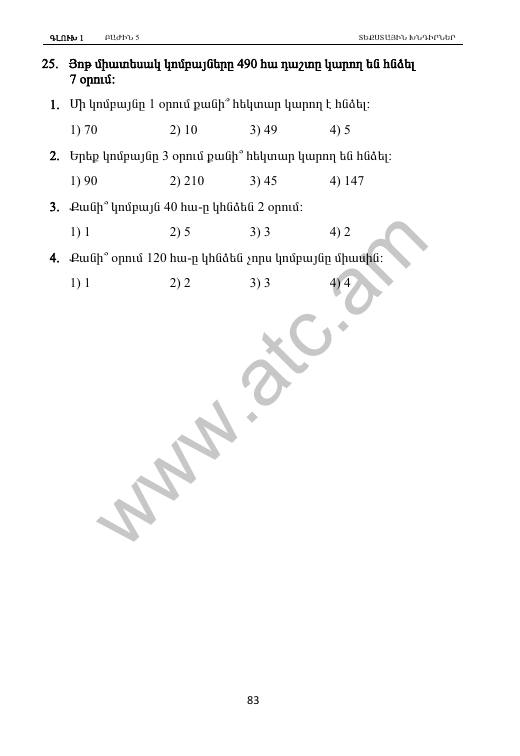 ԳԼՈՒԽ 1 ԲԱԺԻՆ 5 ՏԵՔՍՏԱՅԻՆ ԽՆԴԻՐՆԵՐ
25. Յոթ միատեսակ կոմբայները 490 հա դաշտը կարող են հնձել
7 օրում:
1. Մի կոմբայնը 1 օրում քանի՞ հեկտար կարող է հնձել:
1) 70 2) 10 3) 49 4) 5
2. Երեք կոմբայնը 3 օրում քանի՞ հեկտար կարող են հնձել:
1) 90 2) 210 3) 45 4) 147
3. Քանի՞ կոմբայն 40 հա-ը կհնձեն 2 օրում:
1) 1 2) 5 3) 3 4) 2
4. Քանի՞ օրում 120 հա-ը կհնձեն չորս կոմբայնը միասին:
1) 1 2) 2 3) 3 4) 4
www.atc.am
83